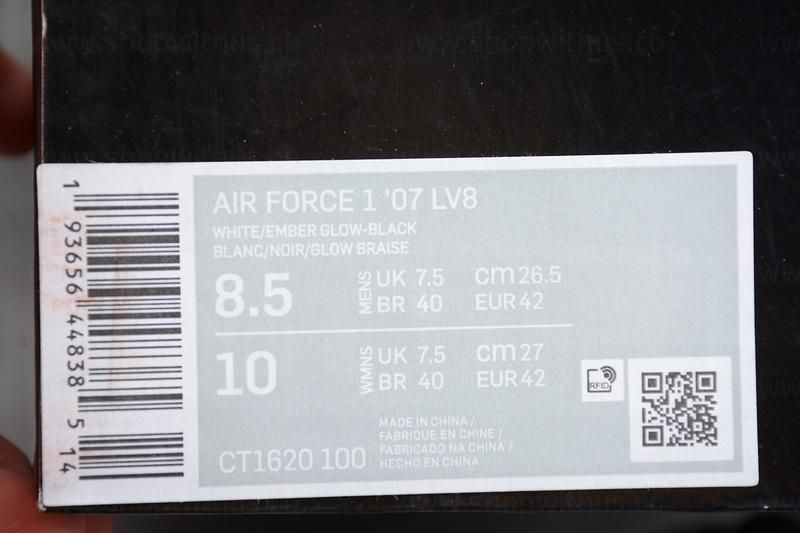 www.shopwithus.co
AIR FORCE 1 '07 LV8
WHITE/EMBER GLOW-BLACK
BLANC/NOIR/GLOW BRAISE
8.5 MENS UK 7.5 cm 26.5
BR 40 EUR 42
10 WMNS UK 7.5 cm 27
BR 40 EUR 42
RFID
MADE IN CHINA /
FABRIQUE EN CHINE /
FABRICADO NA CHINA /
HECHO EN CHINA
CT1620 100
1 93656 44838 5 14